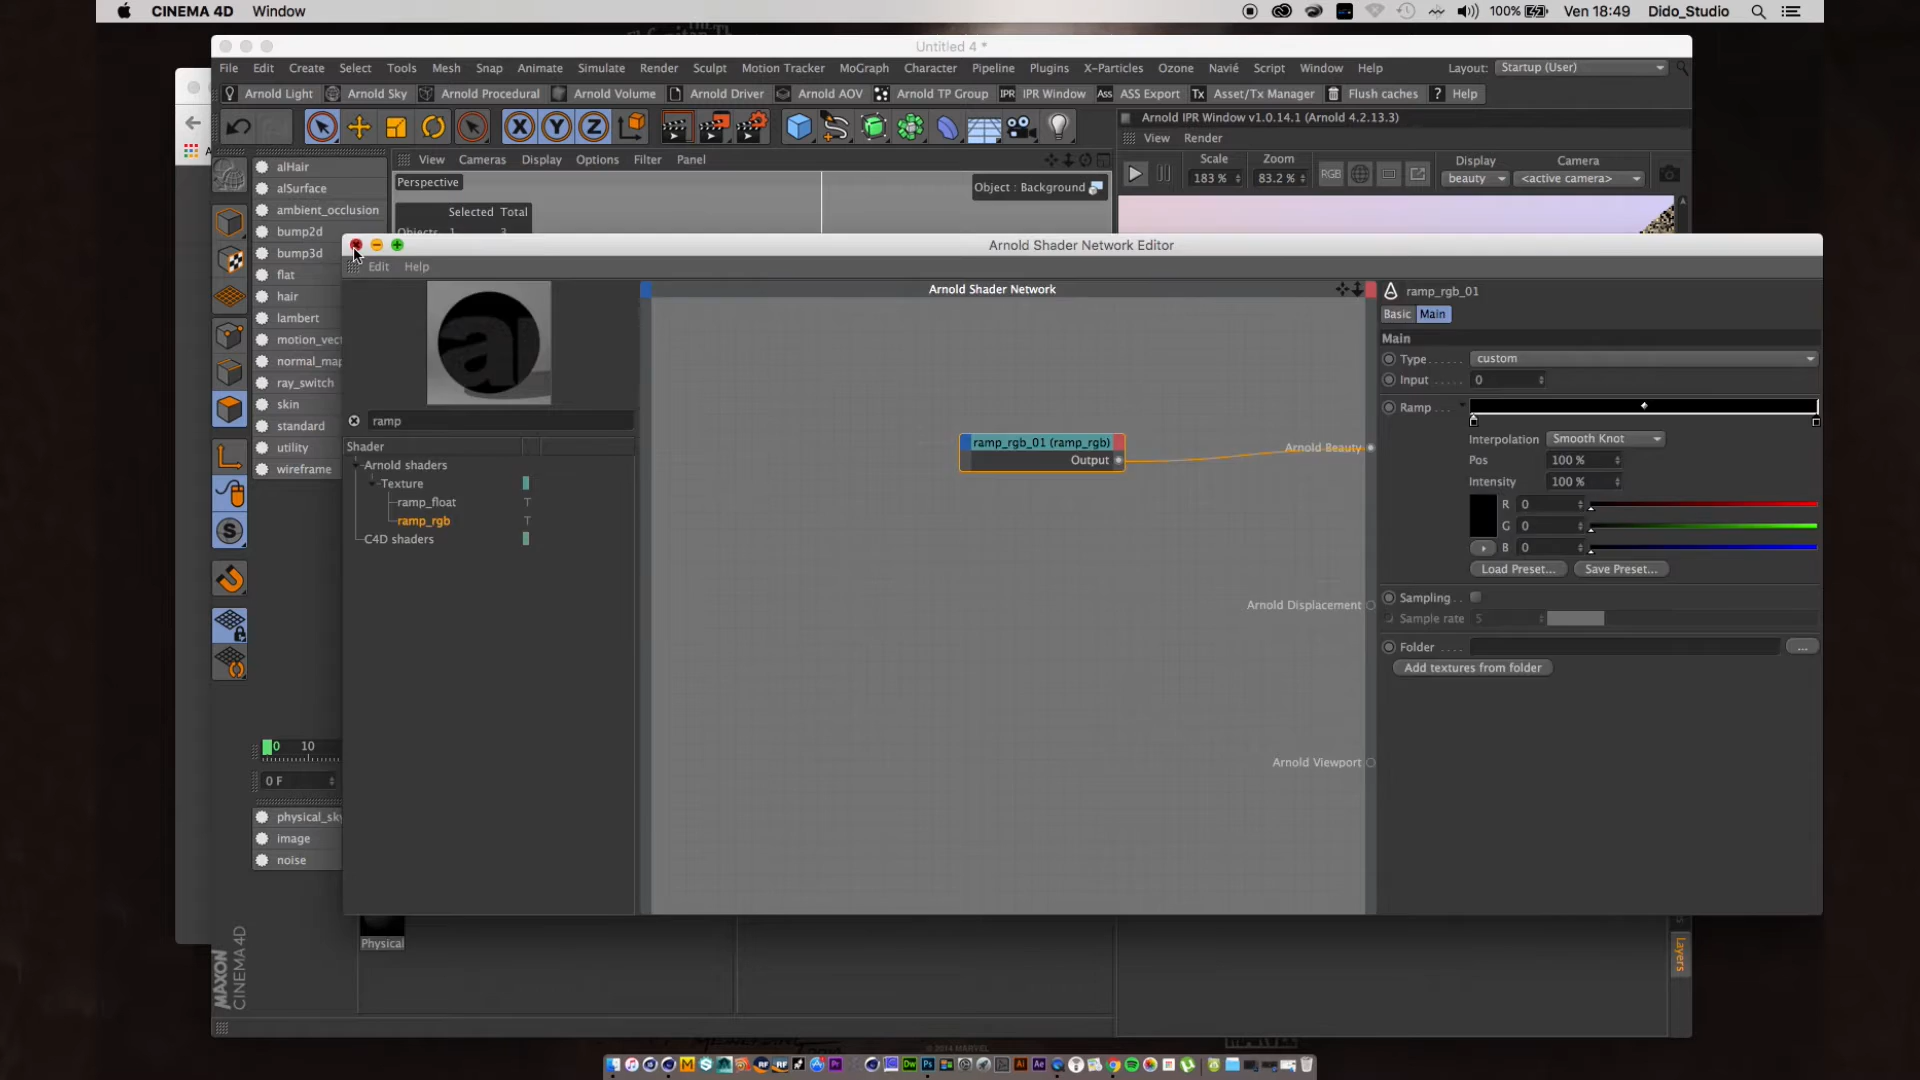 CINEMA 4D Window 100% Ven 18:49 Dido_Studio
Untitled 4 *
File Edit Create Select Tools Mesh Snap Animate Simulate Render Sculpt Motion Tracker MoGraph Character Pipeline Plugins X-Particles Ozone Navié Script Window Help Layout: Startup (User)
Arnold Light Arnold Sky Arnold Procedural Arnold Volume Arnold Driver Arnold AOV Arnold TP Group IPR IPR Window Ass ASS Export Tx Asset/Tx Manager Flush caches ? Help
X Y Z
Arnold IPR Window v1.0.14.1 (Arnold 4.2.13.3)
View Render
Scale Zoom Display Camera
183 % 83.2 % RGB beauty <active camera>
View Cameras Display Options Filter Panel
Perspective
Object : Background
Selected Total
Objects 1 3
alHair
alSurface
ambient_occlusion
bump2d
bump3d
flat
hair
lambert
motion_vect
normal_map
ray_switch
skin
standard
utility
wireframe
0 10
0 F
physical_sky
image
noise
Physical
MAXON CINEMA 4D
Layers
Arnold Shader Network Editor
Edit Help
ramp
Shader
Arnold shaders
Texture
ramp_float T
ramp_rgb T
C4D shaders
Arnold Shader Network
ramp_rgb_01 (ramp_rgb)
Output
Arnold Beauty
Arnold Displacement
Arnold Viewport
ramp_rgb_01
Basic Main
Main
Type custom
Input 0
Ramp
Interpolation Smooth Knot
Pos 100 %
Intensity 100 %
R 0
G 0
B 0
Load Preset... Save Preset...
Sampling
Sample rate 5
Folder ...
Add textures from folder